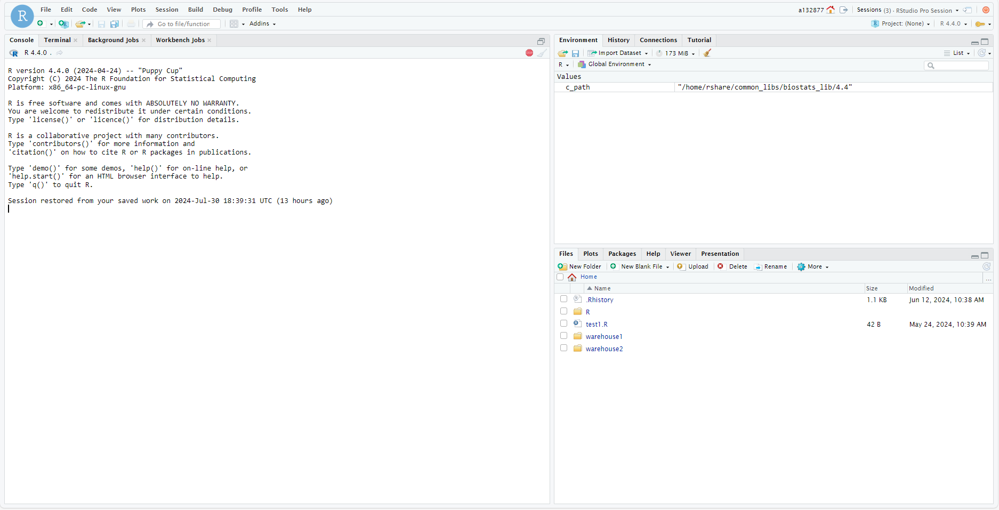 R
File Edit Code View Plots Session Build Debug Profile Tools Help
a132877 Sessions (3) · RStudio Pro Session
Go to file/function Addins
Project: (None) R 4.4.0
Console Terminal Background Jobs Workbench Jobs
R 4.4.0 .
STOP
R version 4.4.0 (2024-04-24) -- "Puppy Cup"
Copyright (C) 2024 The R Foundation for Statistical Computing
Platform: x86_64-pc-linux-gnu
R is free software and comes with ABSOLUTELY NO WARRANTY.
You are welcome to redistribute it under certain conditions.
Type 'license()' or 'licence()' for distribution details.
R is a collaborative project with many contributors.
Type 'contributors()' for more information and
'citation()' on how to cite R or R packages in publications.
Type 'demo()' for some demos, 'help()' for on-line help, or
'help.start()' for an HTML browser interface to help.
Type 'q()' to quit R.
Session restored from your saved work on 2024-Jul-30 18:39:31 UTC (13 hours ago)
Environment History Connections Tutorial
Import Dataset 173 MiB List
R Global Environment
Values
c_path "/home/rshare/common_libs/biostats_lib/4.4"
Files Plots Packages Help Viewer Presentation
New Folder New Blank File Upload Delete Rename More
Home ...
Name Size Modified
.Rhistory 1.1 KB Jun 12, 2024, 10:38 AM
R
test1.R 42 B May 24, 2024, 10:39 AM
warehouse1
warehouse2